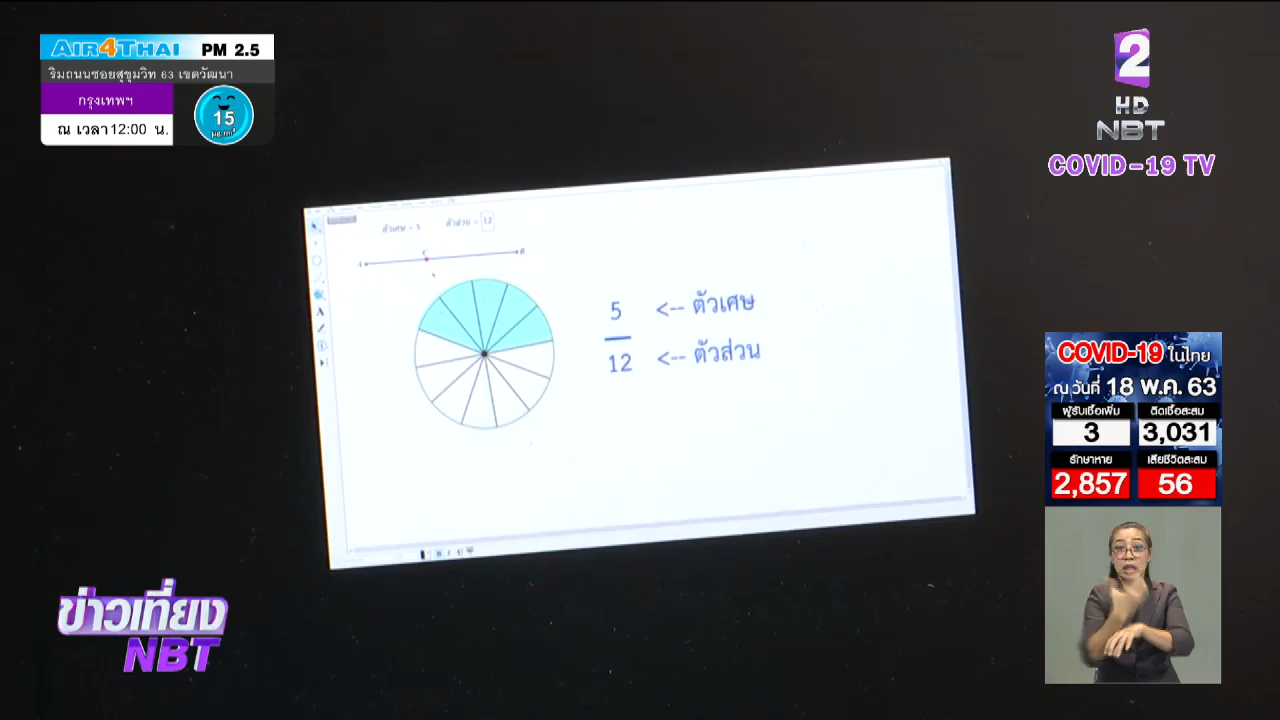 AIR4THAI PM 2.5
ริมถนนซอยสุขุมวิท 63 เขตวัฒนา
กรุงเทพฯ
ณ เวลา 12:00 น.
15
µg/m³
2
HD
NBT
COVID-19 TV
ตัวเศษ = 5 ตัวส่วน = 12
C
B
5 <-- ตัวเศษ
12 <-- ตัวส่วน
COVID-19 ในไทย
ณ วันที่ 18 พ.ค. 63
ผู้รับเชื้อเพิ่ม ติดเชื้อสะสม
3 3,031
รักษาหาย เสียชีวิตสะสม
2,857 56
ข่าวเที่ยง
NBT